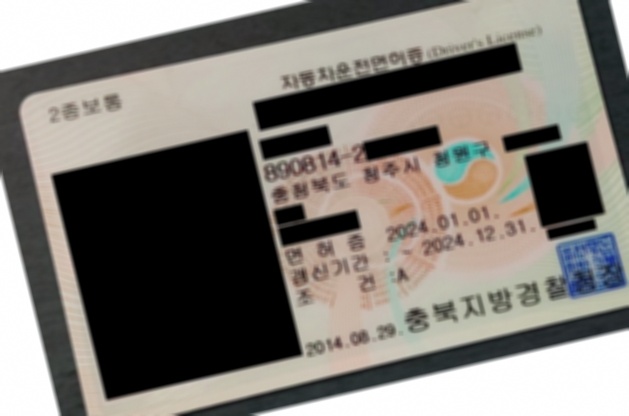 자동차운전면허증 (Driver's License)
2종보통
890814-2
충청북도 청주시 청원구
면 허 증 2024.01.01.
갱신기간 : ~ 2024.12.31.
조 건 :A
2014.08.29. 충북지방경찰청장